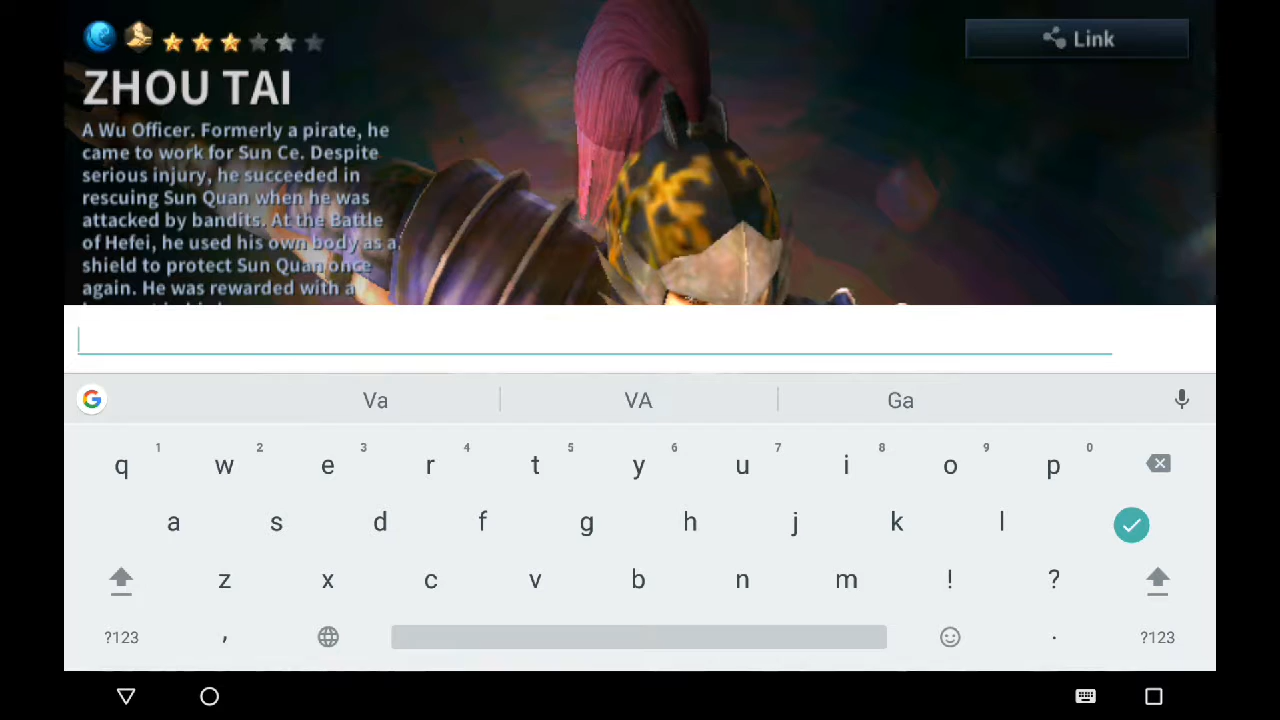 Link
ZHOU TAI
A Wu Officer. Formerly a pirate, he
came to work for Sun Ce. Despite
serious injury, he succeeded in
rescuing Sun Quan when he was
attacked by bandits. At the Battle
of Hefei, he used his own body as a
shield to protect Sun Quan once
again. He was rewarded with a
Va VA Ga
1 2 3 4 5 6 7 8 9 0
q w e r t y u i o p
a s d f g h j k l
z x c v b n m ! ?
?123 , . ?123